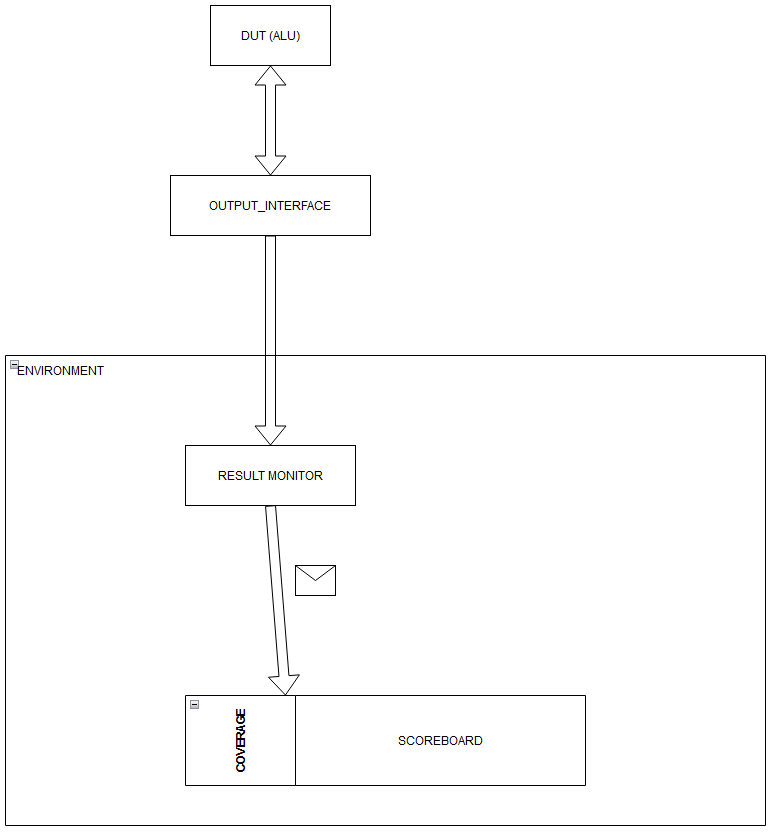 DUT (ALU)
OUTPUT_INTERFACE
ENVIRONMENT
RESULT MONITOR
COVERAGE
SCOREBOARD